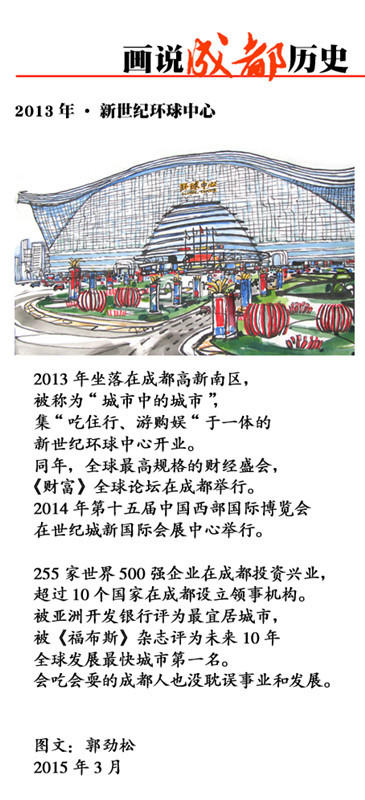 画说成都历史
2013 年 · 新世纪环球中心
环球中心
2013 年坐落在成都高新南区，
被称为“城市中的城市”，
集“吃住行、游购娱“于一体的
新世纪环球中心开业。
同年，全球最高规格的财经盛会，
《财富》全球论坛在成都举行。
2014 年第十五届中国西部国际博览会
在世纪城新国际会展中心举行。
255 家世界 500 强企业在成都投资兴业，
超过 10 个国家在成都设立领事机构。
被亚洲开发银行评为最宜居城市，
被《福布斯》杂志评为未来 10 年
全球发展最快城市第一名。
会吃会耍的成都人也没耽误事业和发展。
图文：郭劲松
2015 年 3 月